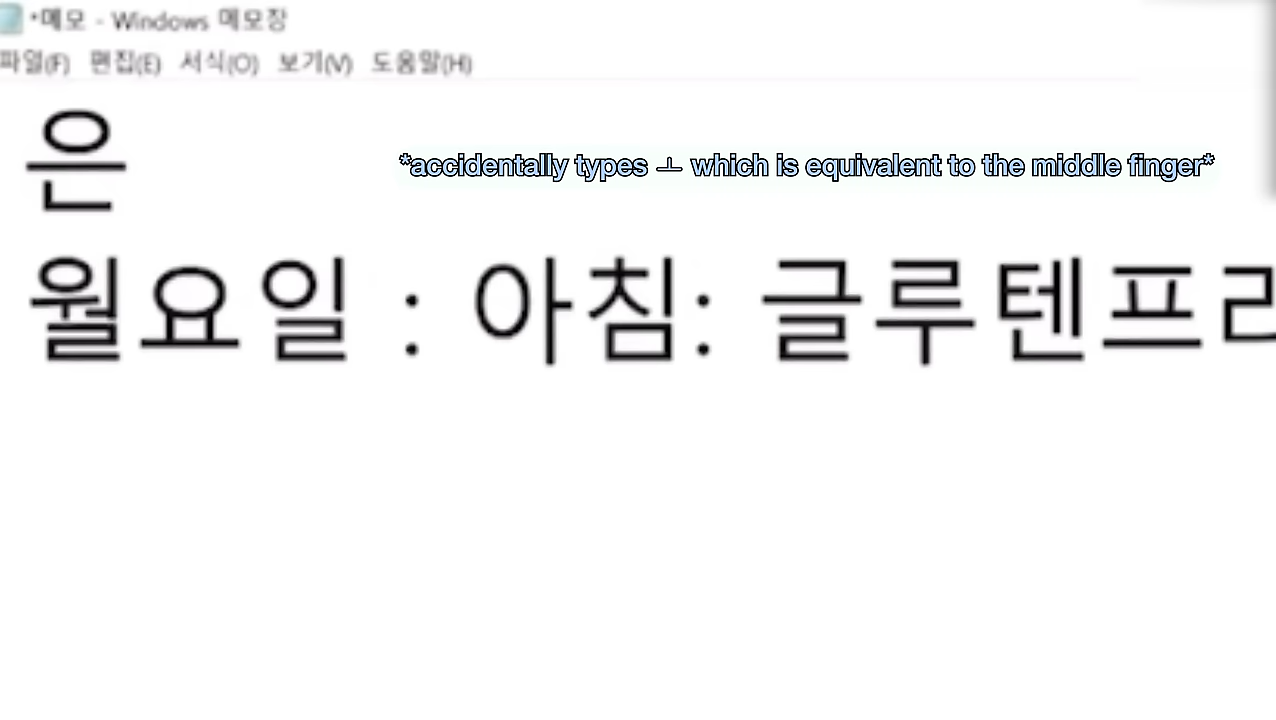 *메모 - Windows 메모장
파일(F) 편집(E) 서식(O) 보기(V) 도움말(H)
은
*accidentally types ㅗ which is equivalent to the middle finger*
월요일 : 아침: 글루텐프리